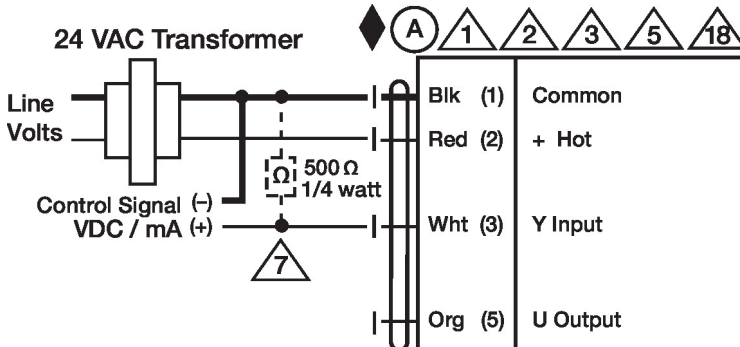 24 VAC Transformer
A 1 2 3 5 18
Line
Volts
Blk (1) Common
Red (2) + Hot
Ω 500 Ω
1/4 watt
Control Signal (–)
VDC / mA (+)
Wht (3) Y Input
7
Org (5) U Output